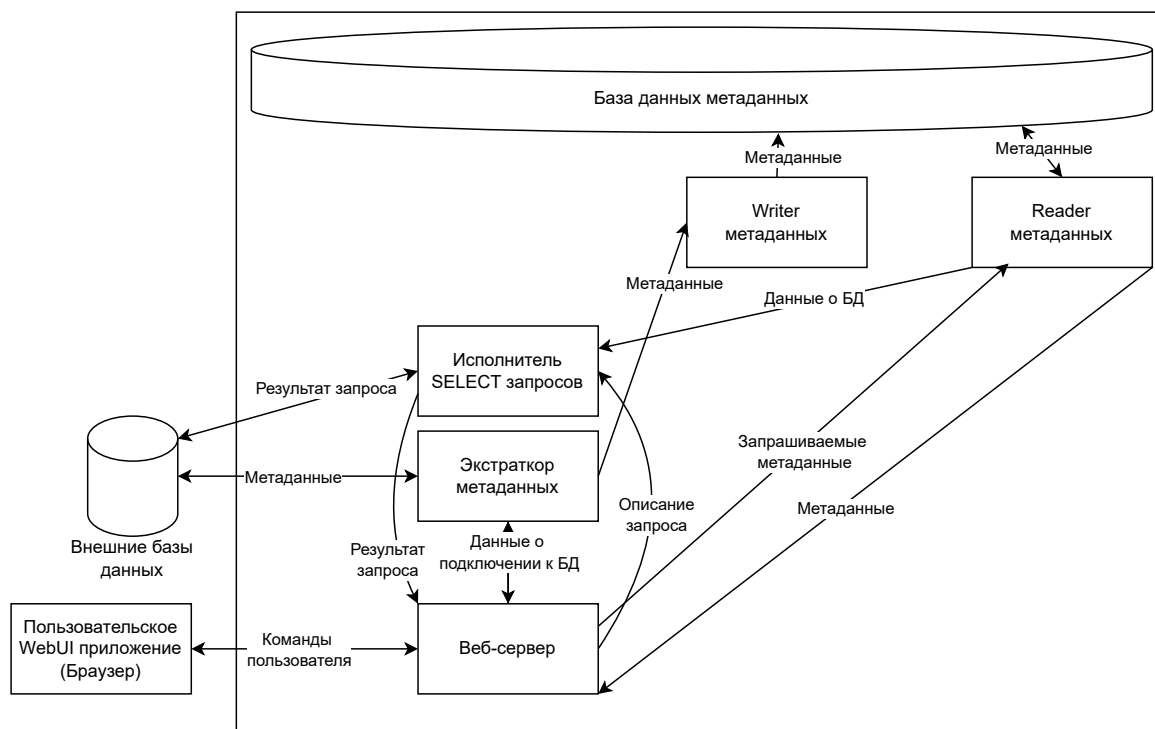 База данных метаданных
Метаданные
Метаданные
Writer
метаданных
Reader
метаданных
Метаданные
Данные о БД
Исполнитель
SELECT запросов
Результат запроса
Запрашиваемые
метаданные
Экстраткор
метаданных
Метаданные
Описание
запроса
Метаданные
Внешние базы
данных
Результат
запроса
Данные о
подключении к БД
Пользовательское
WebUI приложение
(Браузер)
Команды
пользователя
Веб-сервер